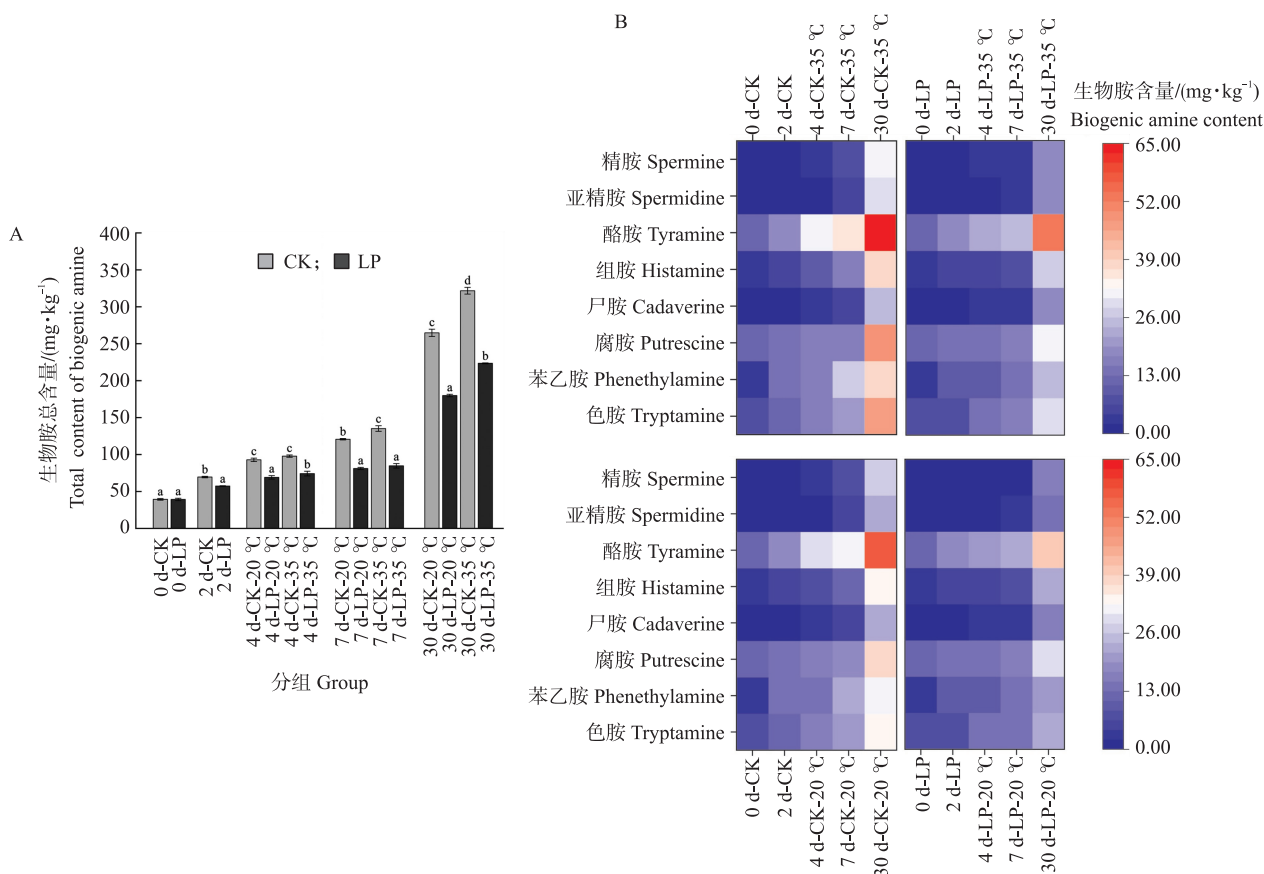 A
生物胺总含量/(mg·kg⁻¹)
Total content of biogenic amine
400
350
300
250
200
150
100
50
0
CK； LP
a
a
b
a
c
a
c
b
b
a
c
a
c
a
d
b
0 d-CK
0 d-LP
2 d-CK
2 d-LP
4 d-CK-20 ℃
4 d-LP-20 ℃
4 d-CK-35 ℃
4 d-LP-35 ℃
7 d-CK-20 ℃
7 d-LP-20 ℃
7 d-CK-35 ℃
7 d-LP-35 ℃
30 d-CK-20 ℃
30 d-LP-20 ℃
30 d-CK-35 ℃
30 d-LP-35 ℃
分组 Group
B
0 d-CK
2 d-CK
4 d-CK-35 ℃
7 d-CK-35 ℃
30 d-CK-35 ℃
0 d-LP
2 d-LP
4 d-LP-35 ℃
7 d-LP-35 ℃
30 d-LP-35 ℃
生物胺含量/(mg·kg⁻¹)
Biogenic amine content
精胺 Spermine
亚精胺 Spermidine
酪胺 Tyramine
组胺 Histamine
尸胺 Cadaverine
腐胺 Putrescine
苯乙胺 Phenethylamine
色胺 Tryptamine
65.00
52.00
39.00
26.00
13.00
0.00
精胺 Spermine
亚精胺 Spermidine
酪胺 Tyramine
组胺 Histamine
尸胺 Cadaverine
腐胺 Putrescine
苯乙胺 Phenethylamine
色胺 Tryptamine
65.00
52.00
39.00
26.00
13.00
0.00
0 d-CK
2 d-CK
4 d-CK-20 ℃
7 d-CK-20 ℃
30 d-CK-20 ℃
0 d-LP
2 d-LP
4 d-LP-20 ℃
7 d-LP-20 ℃
30 d-LP-20 ℃